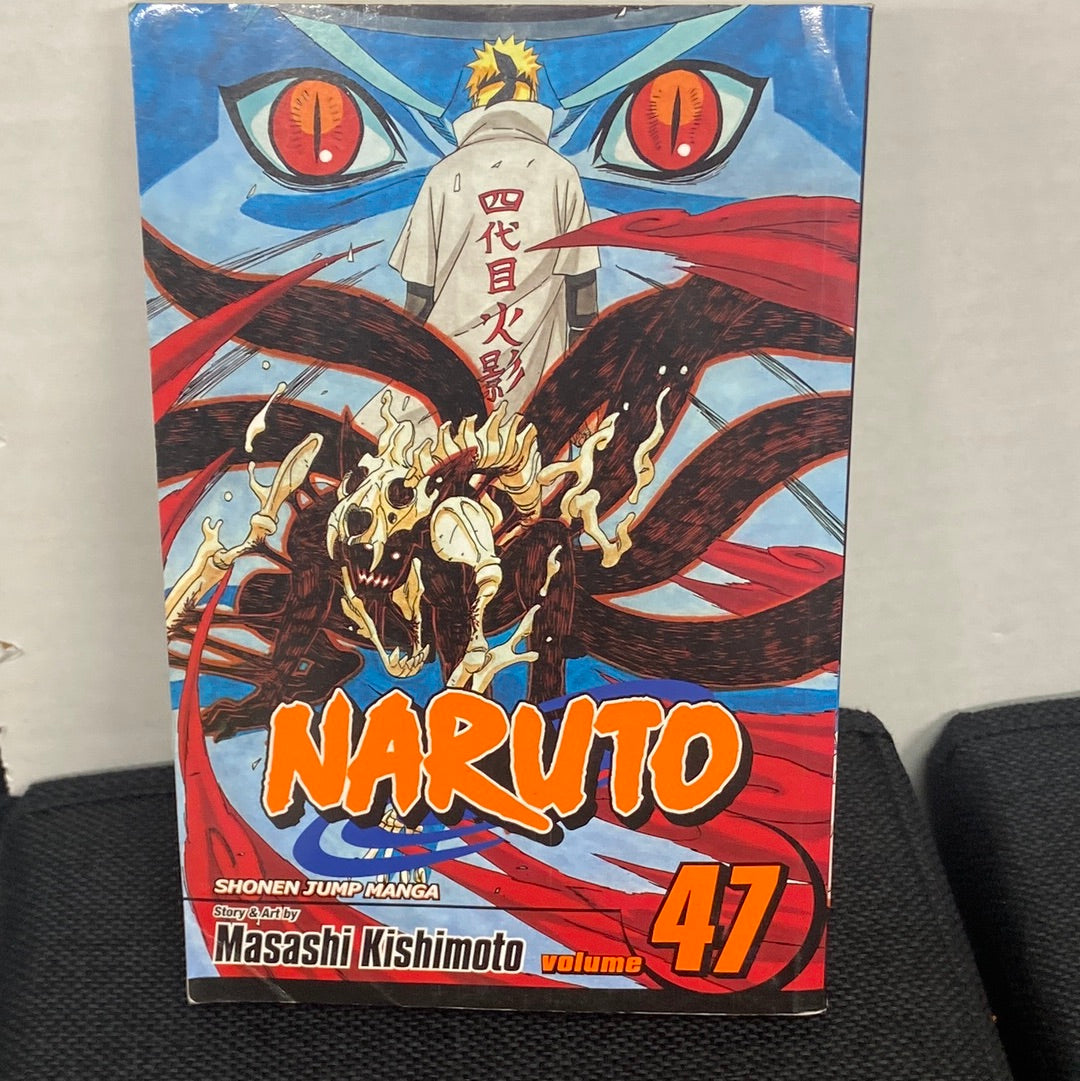 四代目火影
NARUTO
SHONEN JUMP MANGA
Story & Art by
Masashi Kishimoto
volume 47